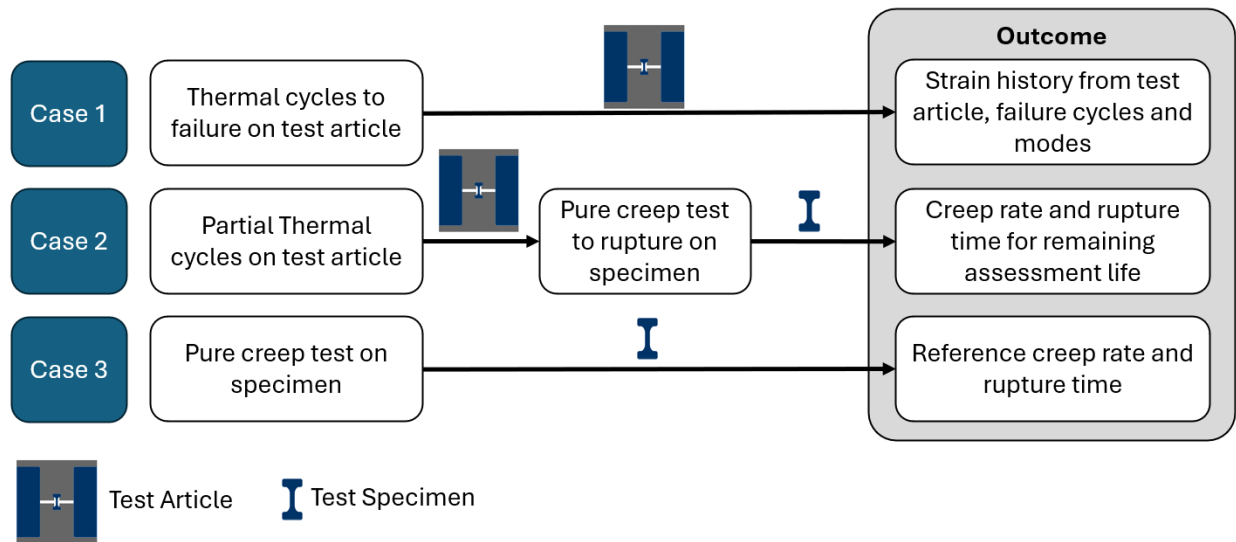 Outcome
Case 1
Thermal cycles to
failure on test article
Strain history from test
article, failure cycles and
modes
Case 2
Partial Thermal
cycles on test article
Pure creep test
to rupture on
specimen
Creep rate and rupture
time for remaining
assessment life
Case 3
Pure creep test on
specimen
Reference creep rate and
rupture time
Test Article
Test Specimen